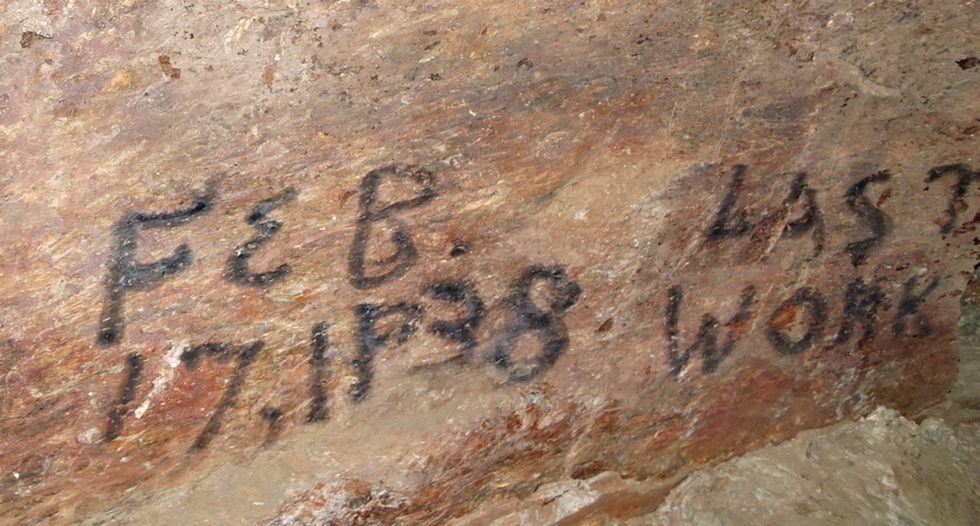 FEB. LAST
17.1938 WORK